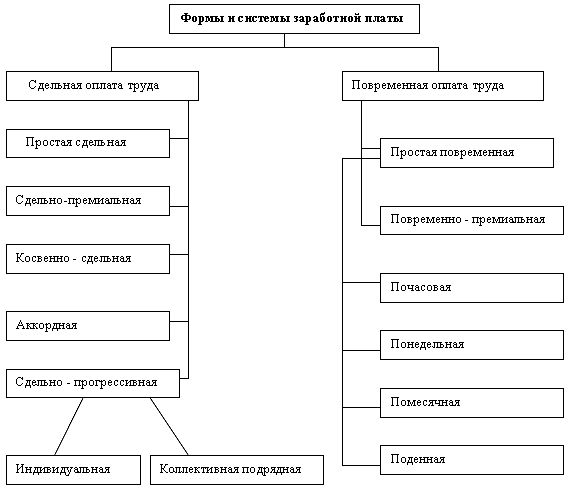 Формы и системы заработной платы
Сдельная оплата труда
Повременная оплата труда
Простая сдельная
Простая повременная
Сдельно-премиальная
Повременно - премиальная
Косвенно - сдельная
Почасовая
Аккордная
Понедельная
Сдельно - прогрессивная
Помесячная
Индивидуальная
Коллективная подрядная
Поденная